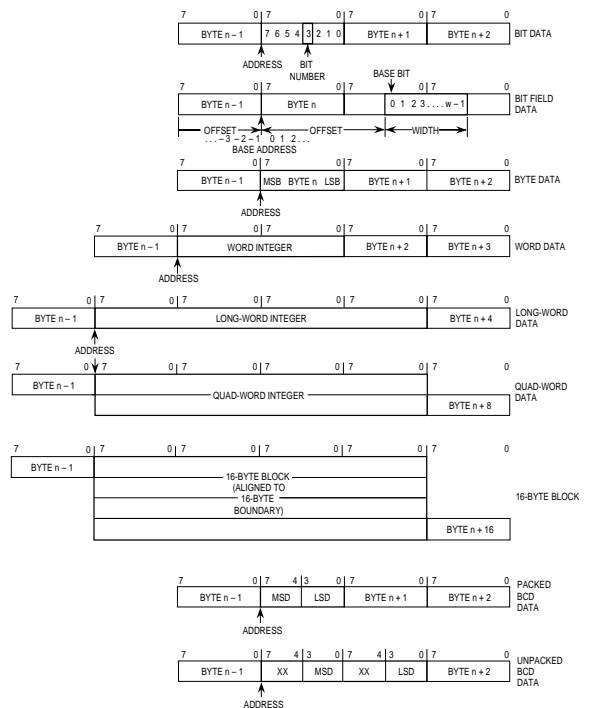 7 0 7 0 7 0 7 0
BYTE n – 1 7 6 5 4 3 2 1 0 BYTE n + 1 BYTE n + 2 BIT DATA
ADDRESS BIT NUMBER
BASE BIT
7 0 7 0 7 0 7 0
BYTE n – 1 BYTE n 0 1 2 3 . . . . w – 1 BIT FIELD DATA
OFFSET OFFSET WIDTH
. . . – 3 – 2 – 1 0 1 2 . . .
BASE ADDRESS
7 0 7 0 7 0 7 0
BYTE n – 1 MSB BYTE n LSB BYTE n + 1 BYTE n + 2 BYTE DATA
ADDRESS
7 0 7 0 7 0 7 0 7 0
BYTE n – 1 WORD INTEGER BYTE n + 2 BYTE n + 3 WORD DATA
ADDRESS
7 0 7 0 7 0 7 0 7 0 7 0
BYTE n – 1 LONG-WORD INTEGER BYTE n + 4 LONG-WORD DATA
ADDRESS
7 0 7 0 7 0 7 0 7 0 7 0
BYTE n – 1 QUAD-WORD INTEGER QUAD-WORD DATA
BYTE n + 8
7 0 7 0 7 0 7 0 7 0 7 0
BYTE n – 1
16-BYTE BLOCK
(ALIGNED TO
16-BYTE 16-BYTE BLOCK
BOUNDARY)
BYTE n + 16
7 0 7 4 3 0 7 0 7 0
BYTE n – 1 MSD LSD BYTE n + 1 BYTE n + 2 PACKED BCD DATA
ADDRESS
7 0 7 4 3 0 7 4 3 0 7 0
BYTE n – 1 XX MSD XX LSD BYTE n + 2 UNPACKED BCD DATA
ADDRESS